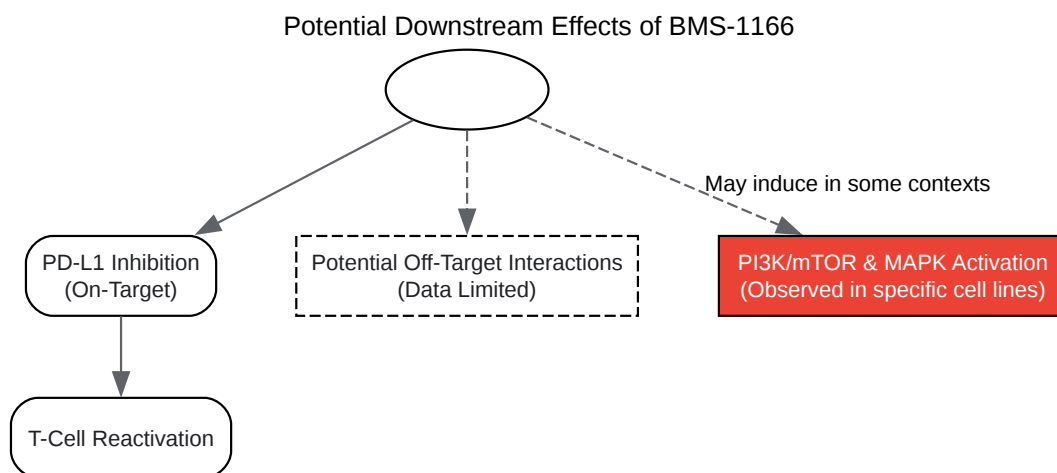 Potential Downstream Effects of BMS-1166
May induce in some contexts
PD-L1 Inhibition
(On-Target)
Potential Off-Target Interactions
(Data Limited)
PI3K/mTOR & MAPK Activation
(Observed in specific cell lines)
T-Cell Reactivation